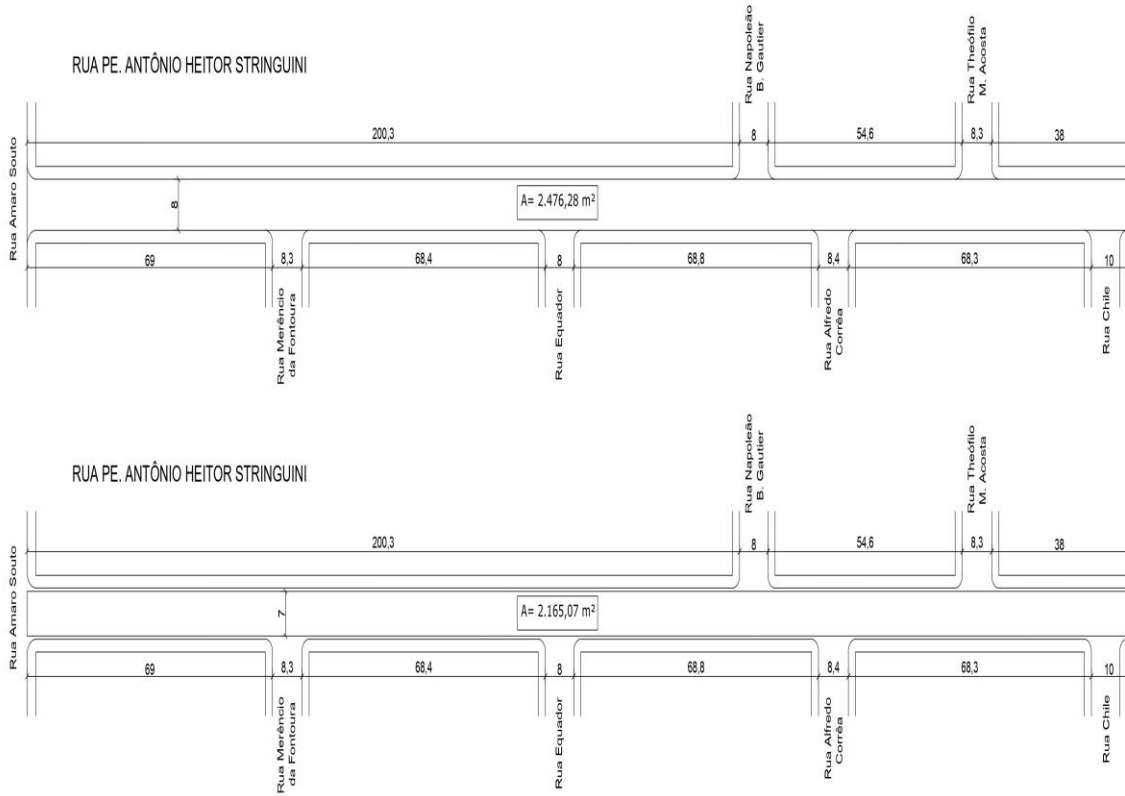 RUA PE. ANTÔNIO HEITOR STRINGUINI
Rua Napoleão
B. Gautier
Rua Theófilo
M. Acosta
Rua Amaro Souto
200,3
8
54,6
8,3
38
8
A= 2.476,28 m²
69
8,3
68,4
8
68,8
8,4
68,3
10
Rua Merêncio
da Fontoura
Rua Equador
Rua Alfredo
Corrêa
Rua Chile
RUA PE. ANTÔNIO HEITOR STRINGUINI
Rua Napoleão
B. Gautier
Rua Theófilo
M. Acosta
Rua Amaro Souto
200,3
8
54,6
8,3
38
7
A= 2.165,07 m²
69
8,3
68,4
8
68,8
8,4
68,3
10
Rua Merêncio
da Fontoura
Rua Equador
Rua Alfredo
Corrêa
Rua Chile